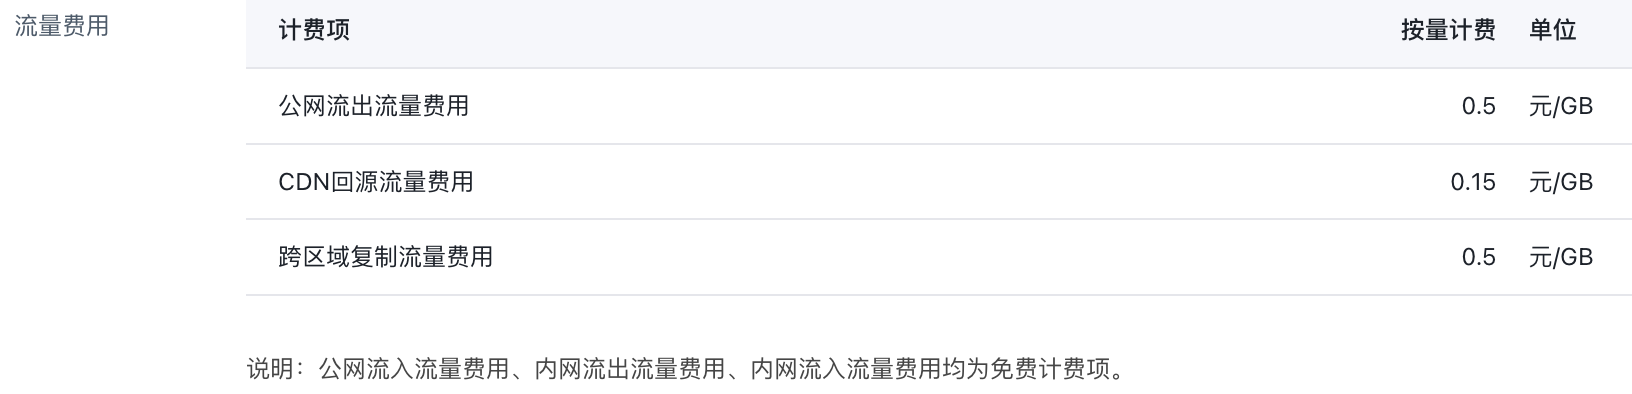 流量费用
计费项 按量计费 单位
公网流出流量费用 0.5 元/GB
CDN回源流量费用 0.15 元/GB
跨区域复制流量费用 0.5 元/GB
说明：公网流入流量费用、内网流出流量费用、内网流入流量费用均为免费计费项。